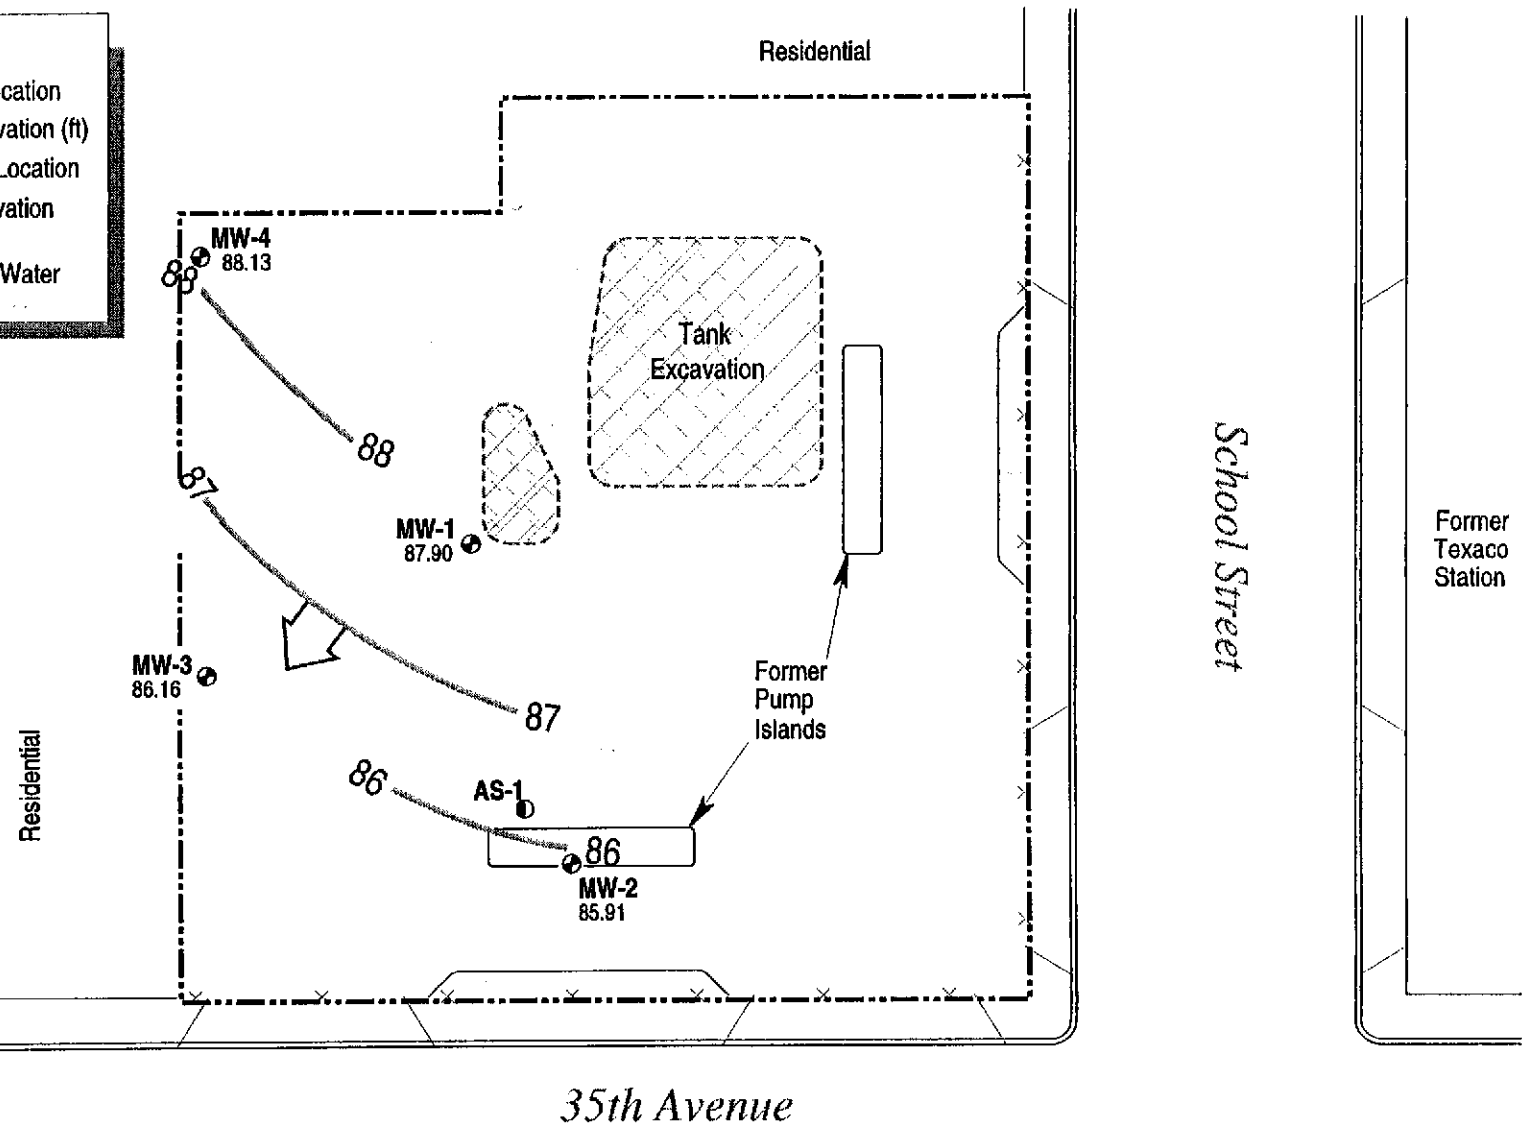 cation
vation (ft)
Location
vation
Water
Residential
MW-4
88.13
88
88
Tank
Excavation
87
MW-1
87.90
School Street
Former
Texaco
Station
MW-3
86.16
Former
Pump
Islands
87
Residential
86
AS-1
86
MW-2
85.91
35th Avenue